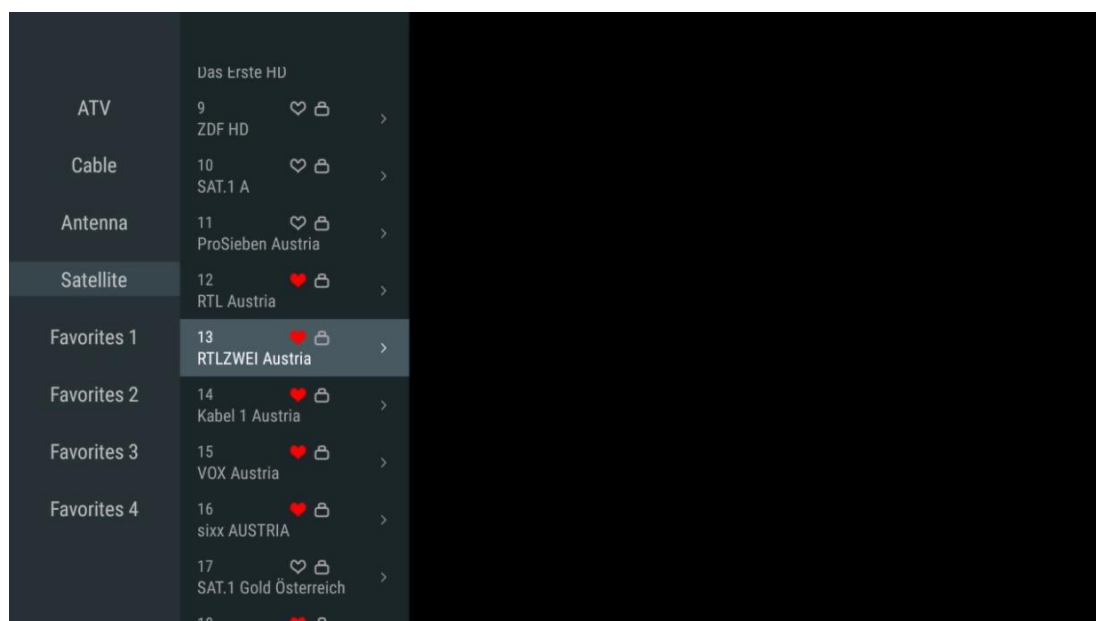 ATV
Cable
Antenna
Satellite
Favorites 1
Favorites 2
Favorites 3
Favorites 4
Das Erste HD
9
ZDF HD
10
SAT.1 A
11
ProSieben Austria
12
RTL Austria
13
RTLZWEI Austria
14
Kabel 1 Austria
15
VOX Austria
16
sixx AUSTRIA
17
SAT.1 Gold Österreich